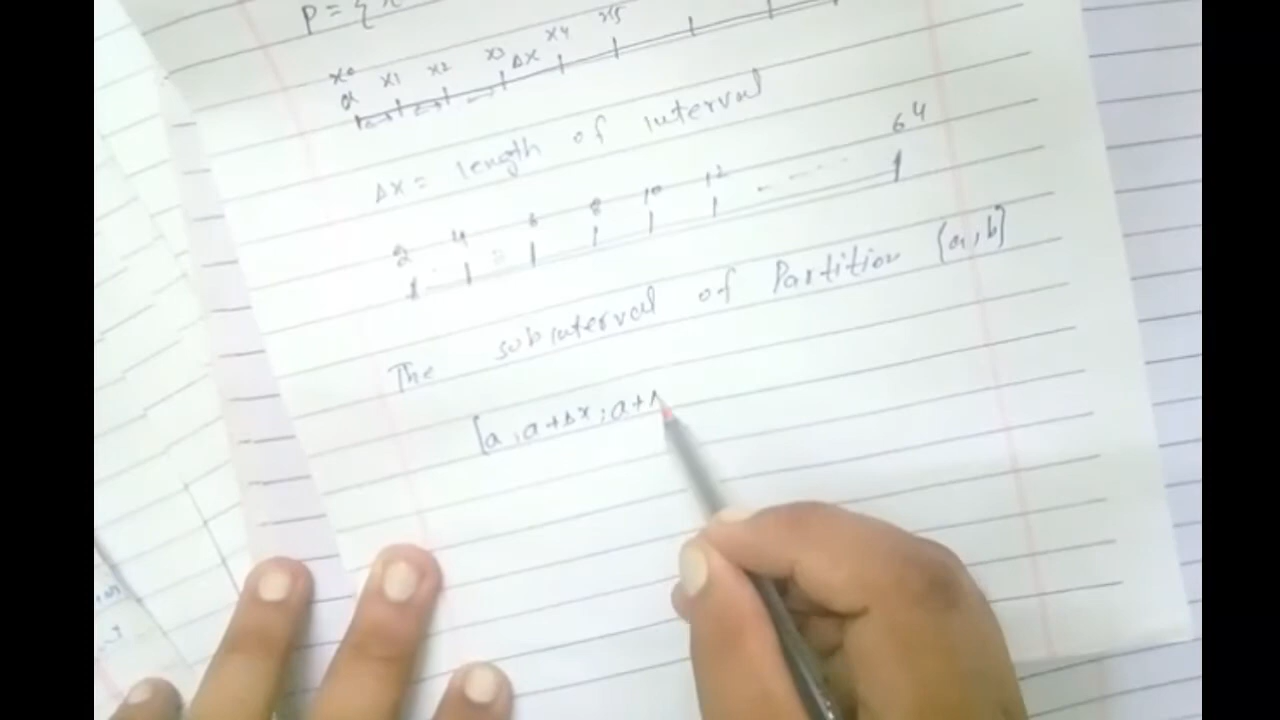 P = {x
x0 x1 x2 x3 Δx x4 x5
a
Δx = length of interval
2 4 6 8 10 12 - - - ... 64
The subinterval of Partition [a,b]
[a, a+Δx, a+Δ